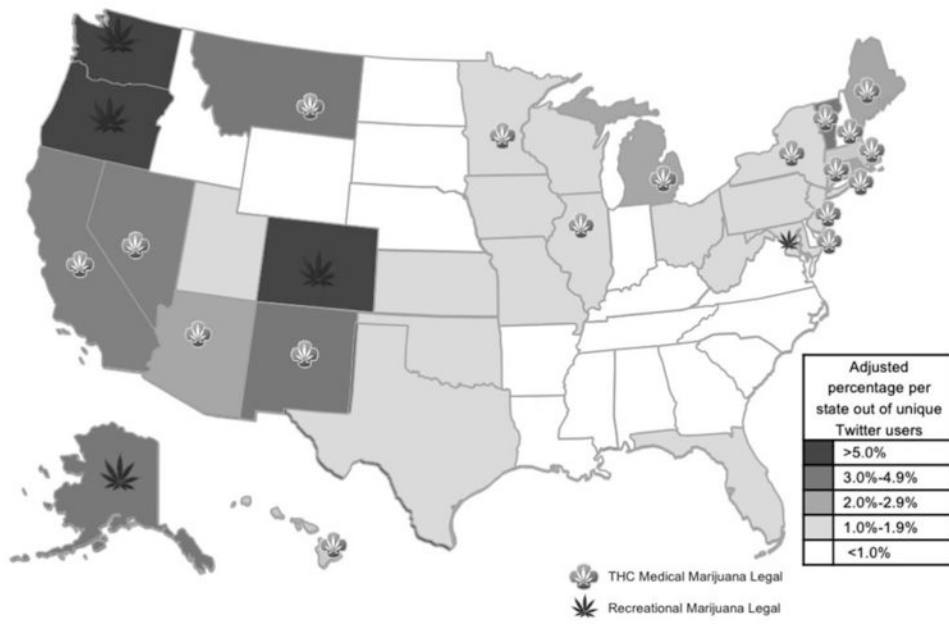 Adjusted
percentage per
state out of unique
Twitter users
>5.0%
3.0%-4.9%
2.0%-2.9%
1.0%-1.9%
<1.0%
THC Medical Marijuana Legal
Recreational Marijuana Legal